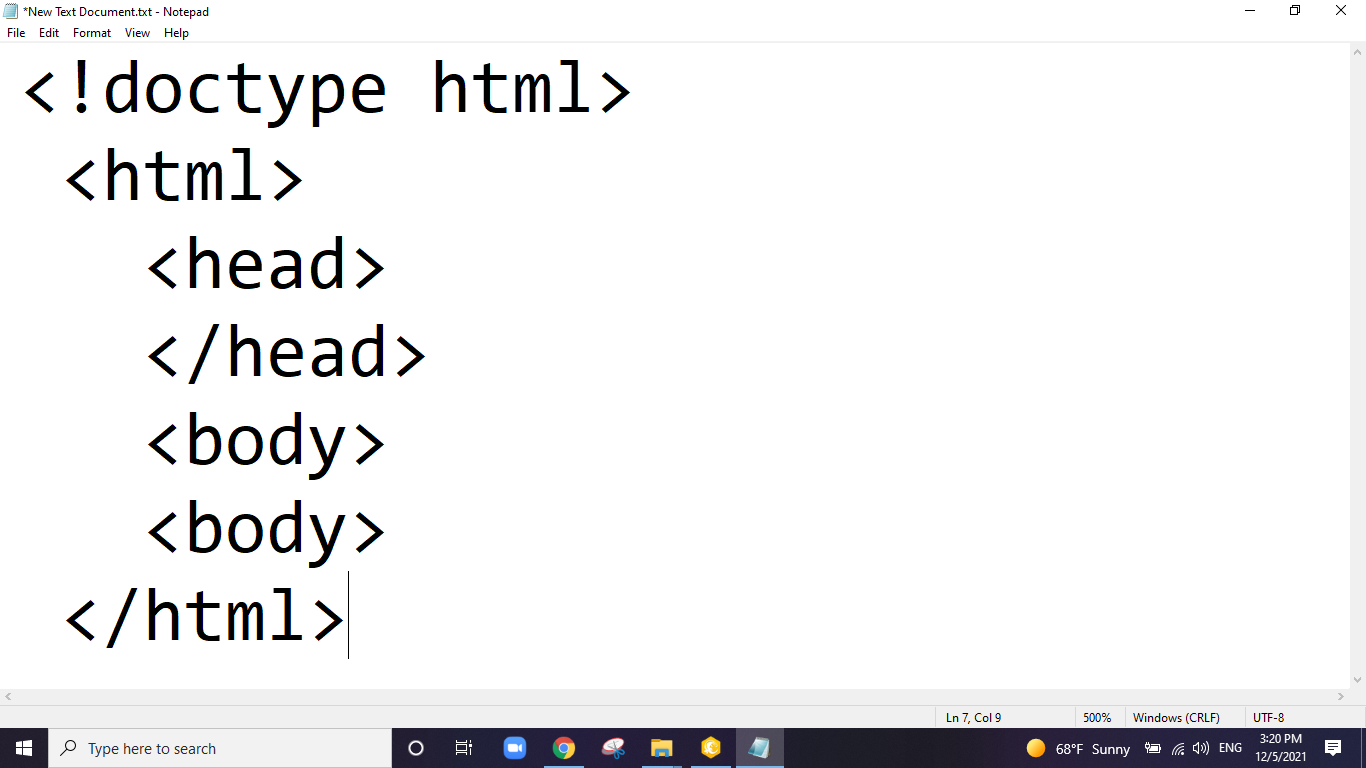 *New Text Document.txt - Notepad
File Edit Format View Help
<!doctype html>
 <html>
   <head>
   </head>
   <body>
   <body>
 </html>
Ln 7, Col 9 500% Windows (CRLF) UTF-8
Type here to search 68°F Sunny ENG 3:20 PM
12/5/2021